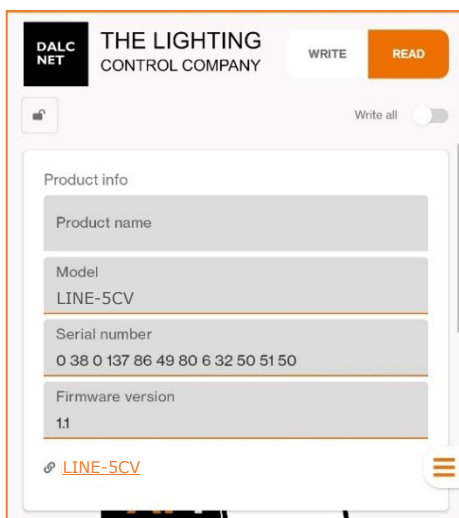 DALC
NET
THE LIGHTING
CONTROL COMPANY
WRITE
READ
Write all
Product info
Product name
Model
LINE-5CV
Serial number
0 38 0 137 86 49 80 6 32 50 51 50
Firmware version
1.1
LINE-5CV